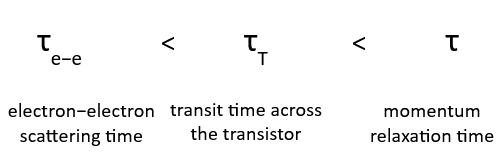 τe−e < τT < τ
electron−electron transit time across momentum
scattering time the transistor relaxation time